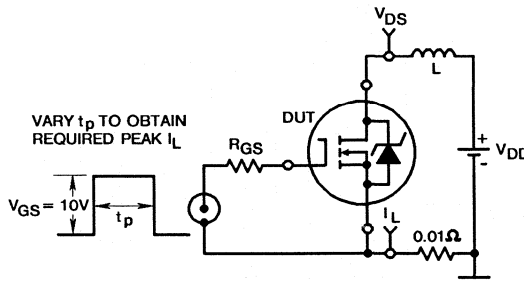 V_DS
L
DUT
VARY t_p TO OBTAIN
REQUIRED PEAK I_L
R_GS
+
V_DD
-
V_GS = 10V
t_p
I_L
0.01Ω